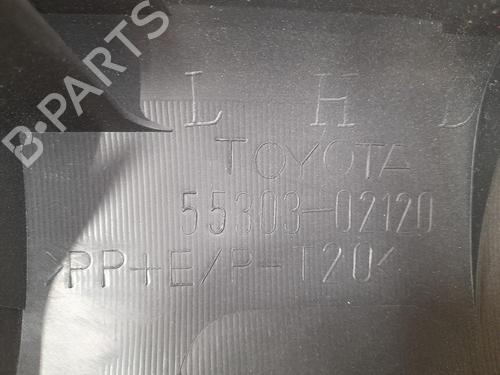 B-PARTS
L H D
TOYOTA
55303-02120
>PP+E/P-T20<